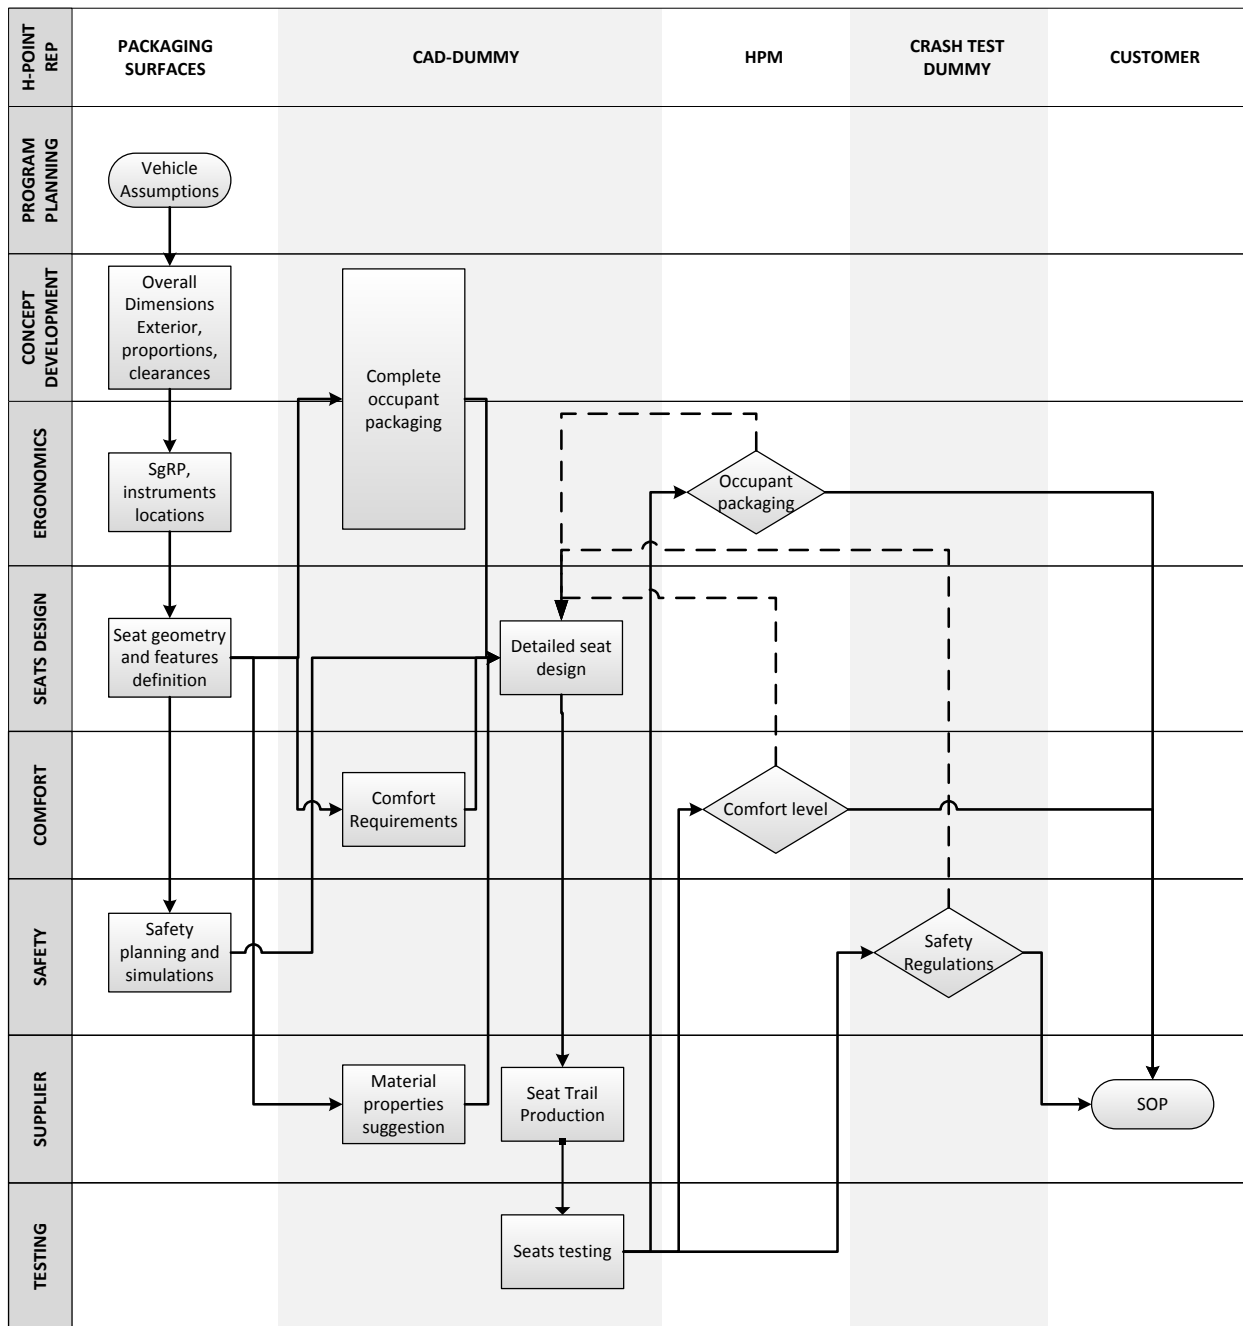 H-POINT
REP
PACKAGING
SURFACES
CAD-DUMMY
HPM
CRASH TEST
DUMMY
CUSTOMER
PROGRAM
PLANNING
Vehicle
Assumptions
CONCEPT
DEVELOPMENT
Overall
Dimensions
Exterior,
proportions,
clearances
Complete
occupant
packaging
ERGONOMICS
SgRP,
instruments
locations
Occupant
packaging
SEATS DESIGN
Seat geometry
and features
definition
Detailed seat
design
COMFORT
Comfort
Requirements
Comfort level
SAFETY
Safety
planning and
simulations
Safety
Regulations
SUPPLIER
Material
properties
suggestion
Seat Trail
Production
SOP
TESTING
Seats testing